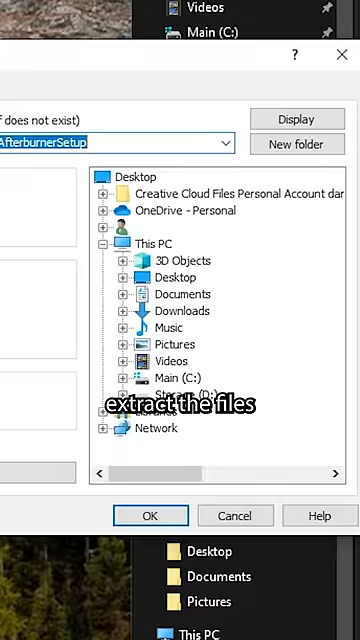 Videos
Main (C:)
?
f does not exist)
Display
AfterburnerSetup
New folder
Desktop
Creative Cloud Files Personal Account dar
OneDrive - Personal
This PC
3D Objects
Desktop
Documents
Downloads
Music
Pictures
Videos
Main (C:)
Storage (D:)
extract the files
Libraries
Network
OK
Cancel
Help
Desktop
Documents
Pictures
This PC